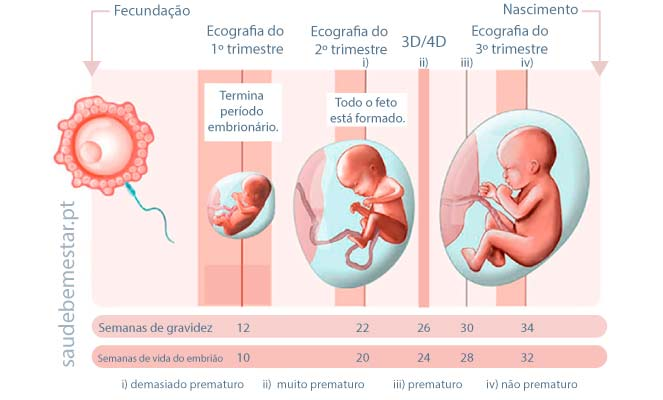 Fecundação
Nascimento
Ecografia do
1º trimestre
Ecografia do
2º trimestre
3D/4D
Ecografia do
3º trimestre
i)
ii)
iii)
iv)
Termina
período
embrionário.
Todo o feto
está formado.
saudebemestar.pt
Semanas de gravidez 12 22 26 30 34
Semanas de vida do embrião 10 20 24 28 32
i) demasiado prematuro ii) muito prematuro iii) prematuro iv) não prematuro